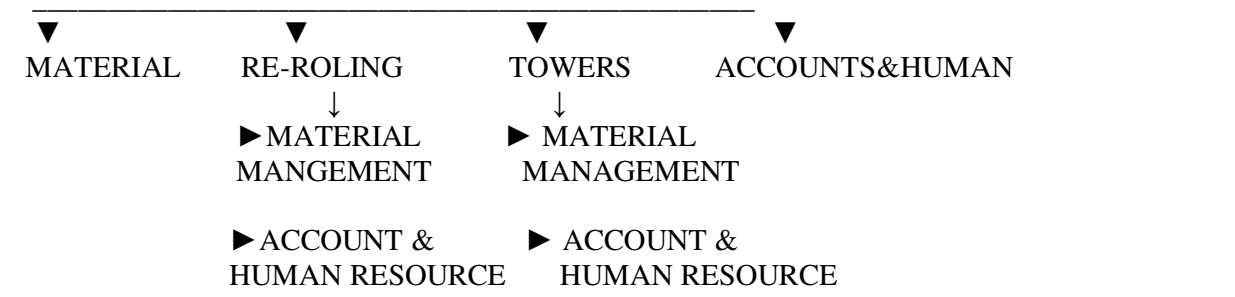 ▼ ▼ ▼ ▼
MATERIAL RE-ROLING TOWERS ACCOUNTS&HUMAN
↓ ↓
►MATERIAL ► MATERIAL
MANGEMENT MANAGEMENT
►ACCOUNT & ► ACCOUNT &
HUMAN RESOURCE HUMAN RESOURCE